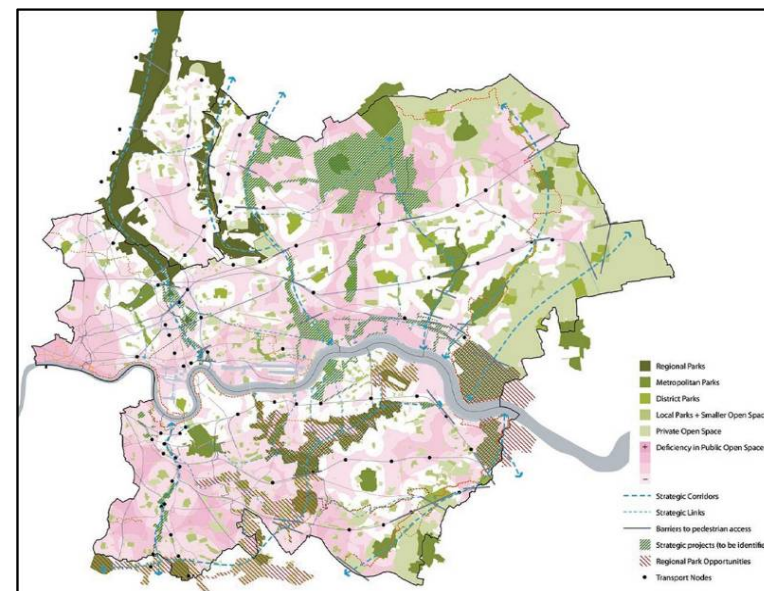 Regional Parks
Metropolitan Parks
District Parks
Local Parks + Smaller Open Spac
Private Open Space
+ Deficiency in Public Open Space
–
Strategic Corridors
Strategic Links
Barriers to pedestrian access
Strategic projects (to be identifie
Regional Park Opportunities
Transport Nodes